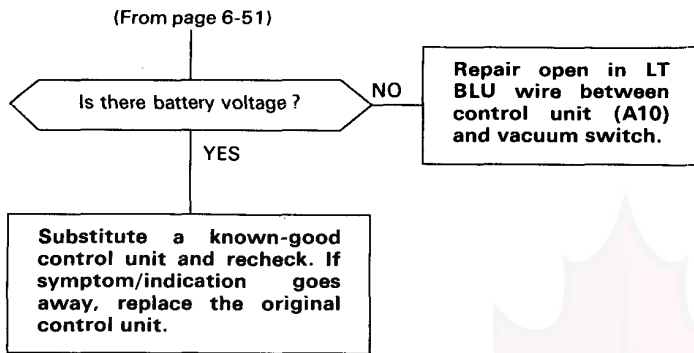 (From page 6-51)
Is there battery voltage ?
NO
Repair open in LT
BLU wire between
control unit (A10)
and vacuum switch.
YES
Substitute a known-good
control unit and recheck. If
symptom/indication goes
away, replace the original
control unit.